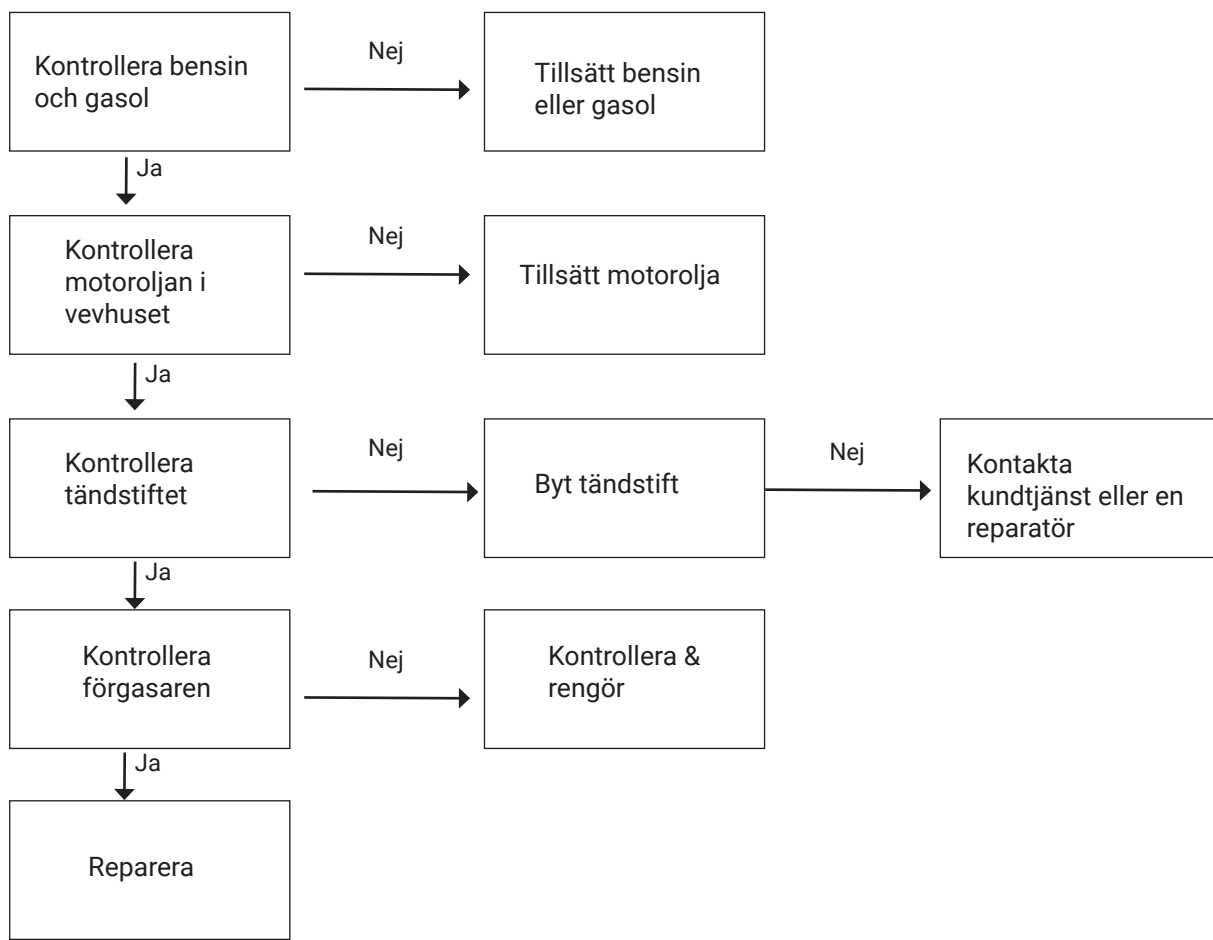 Kontrollera bensin
och gasol
Nej
Tillsätt bensin
eller gasol
Ja
Kontrollera
motoroljan i
vevhuset
Nej
Tillsätt motorolja
Ja
Kontrollera
tändstiftet
Nej
Byt tändstift
Nej
Kontakta
kundtjänst eller en
reparatör
Ja
Kontrollera
förgasaren
Nej
Kontrollera &
rengör
Ja
Reparera